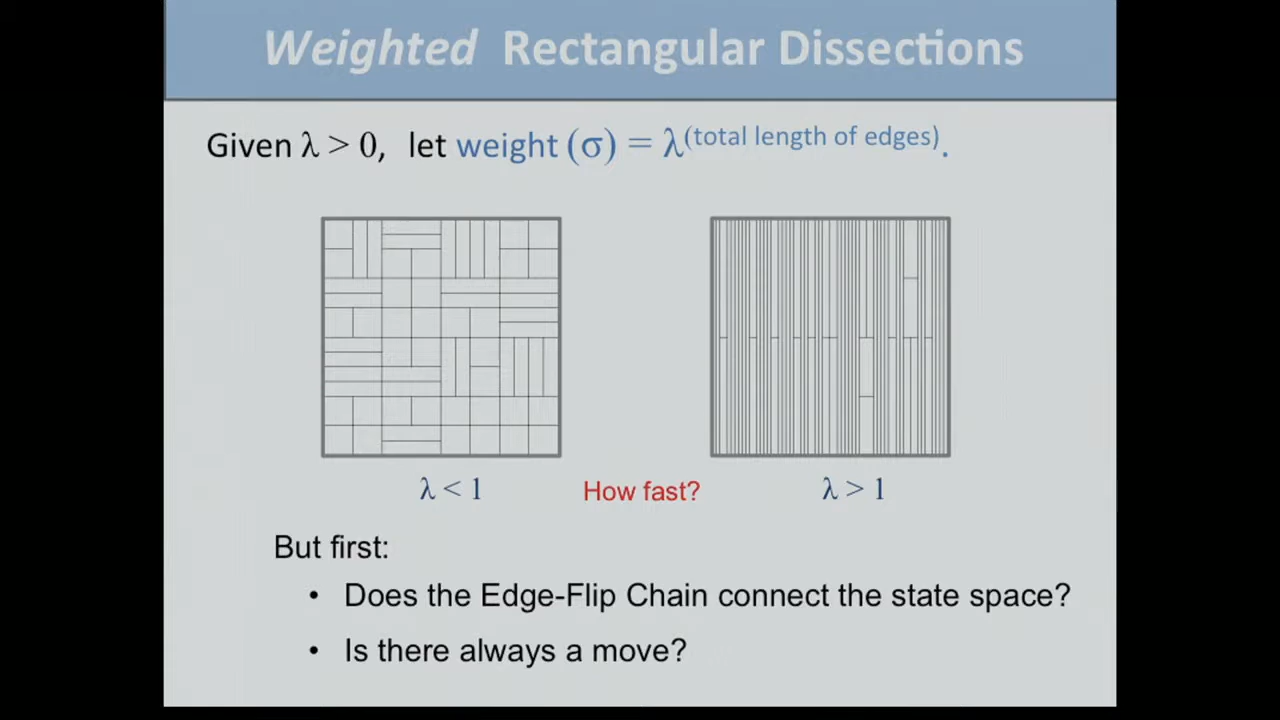 Weighted Rectangular Dissections
Given λ > 0, let weight (σ) = λ(total length of edges).
λ < 1 How fast? λ > 1
But first:
• Does the Edge-Flip Chain connect the state space?
• Is there always a move?